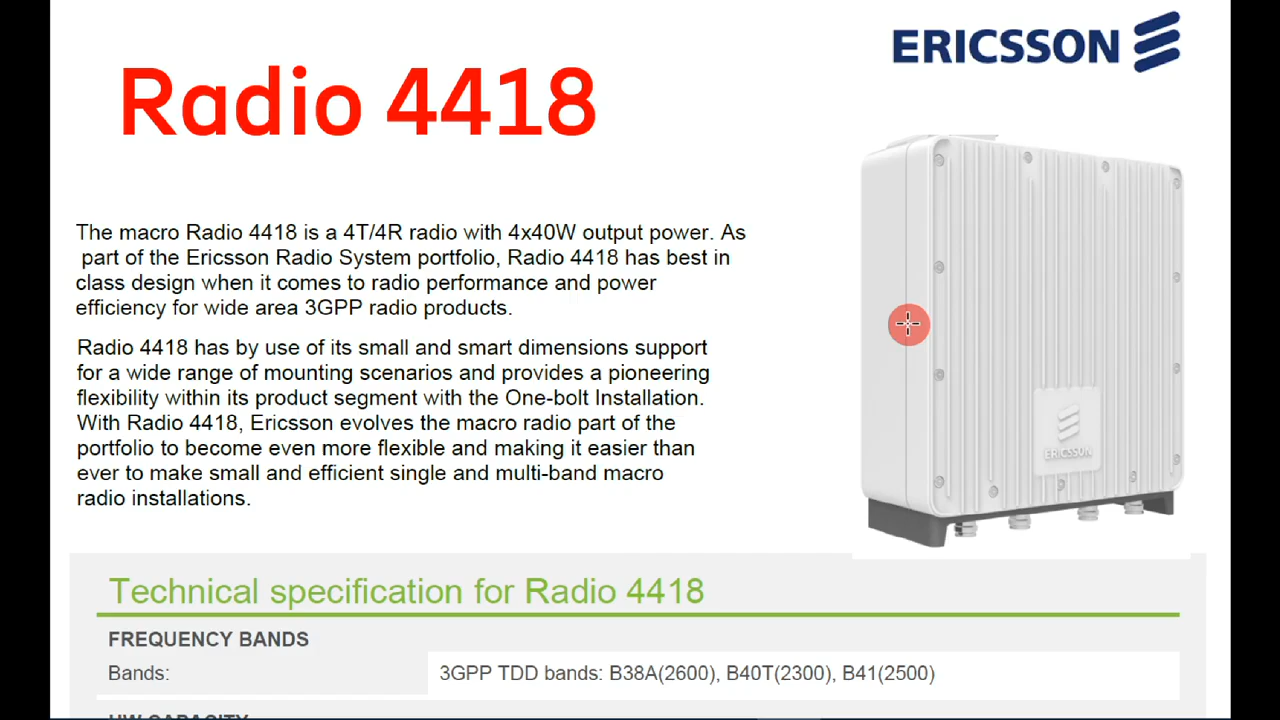 ERICSSON
Radio 4418
The macro Radio 4418 is a 4T/4R radio with 4x40W output power. As
part of the Ericsson Radio System portfolio, Radio 4418 has best in
class design when it comes to radio performance and power
efficiency for wide area 3GPP radio products.
Radio 4418 has by use of its small and smart dimensions support
for a wide range of mounting scenarios and provides a pioneering
flexibility within its product segment with the One-bolt Installation.
With Radio 4418, Ericsson evolves the macro radio part of the
portfolio to become even more flexible and making it easier than
ever to make small and efficient single and multi-band macro
radio installations.
ERICSSON
Technical specification for Radio 4418
FREQUENCY BANDS
Bands: 3GPP TDD bands: B38A(2600), B40T(2300), B41(2500)
HW CAPACITY